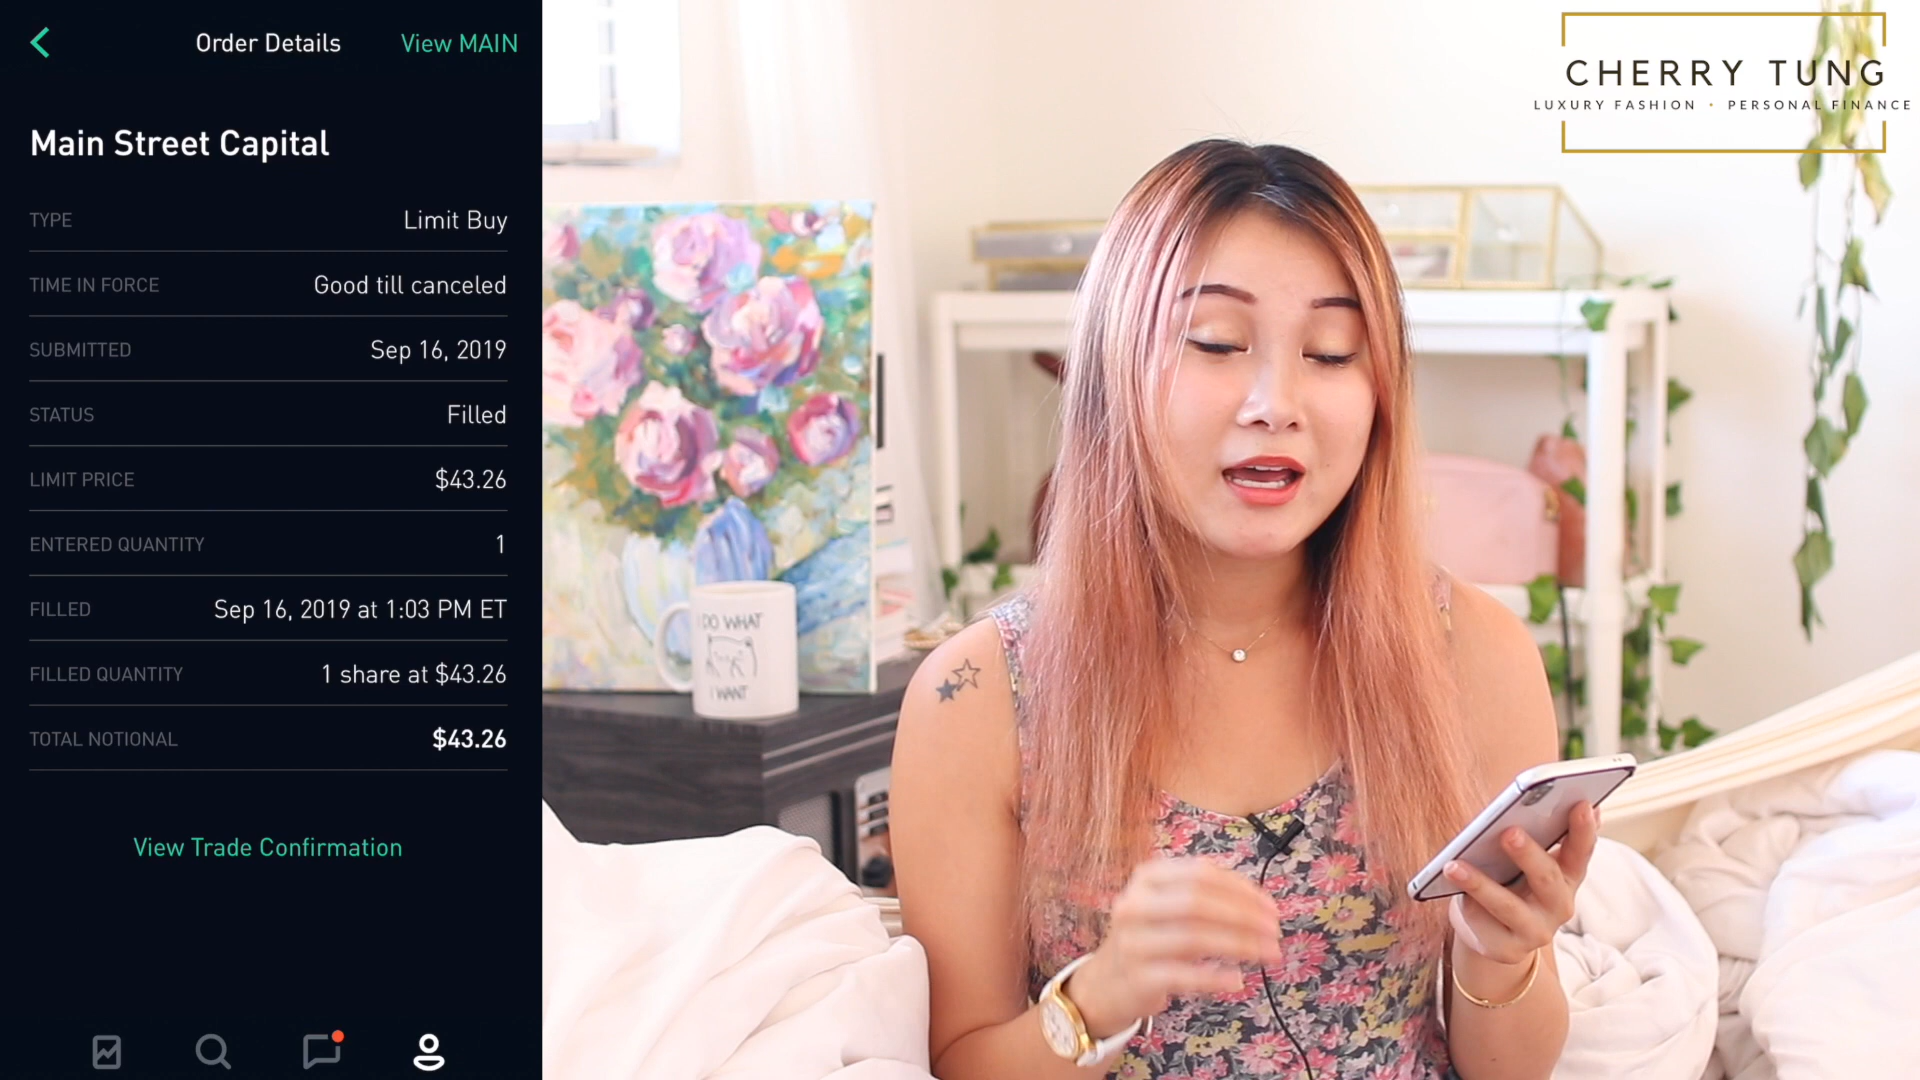 Order Details
View MAIN
Main Street Capital
TYPE Limit Buy
TIME IN FORCE Good till canceled
SUBMITTED Sep 16, 2019
STATUS Filled
LIMIT PRICE $43.26
ENTERED QUANTITY 1
FILLED Sep 16, 2019 at 1:03 PM ET
FILLED QUANTITY 1 share at $43.26
TOTAL NOTIONAL $43.26
View Trade Confirmation
CHERRY TUNG
LUXURY FASHION • PERSONAL FINANCE
I DO WHAT
I WANT